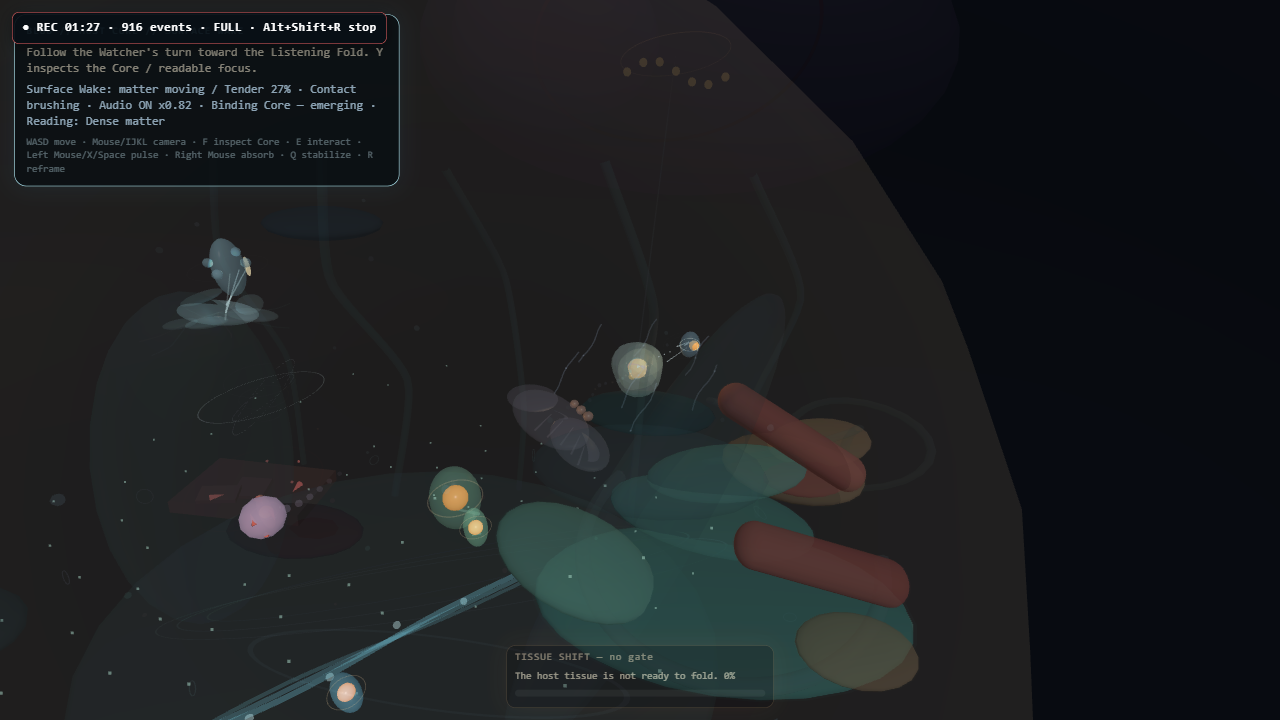 ● REC 01:27 · 916 events · FULL · Alt+Shift+R stop
Follow the Watcher's turn toward the Listening Fold. Y
inspects the Core / readable focus.
Surface Wake: matter moving / Tender 27% · Contact
brushing · Audio ON x0.82 · Binding Core — emerging ·
Reading: Dense matter
WASD move · Mouse/IJKL camera · F inspect Core · E interact ·
Left Mouse/X/Space pulse · Right Mouse absorb · Q stabilize · R
reframe
TISSUE SHIFT — no gate
The host tissue is not ready to fold. 0%